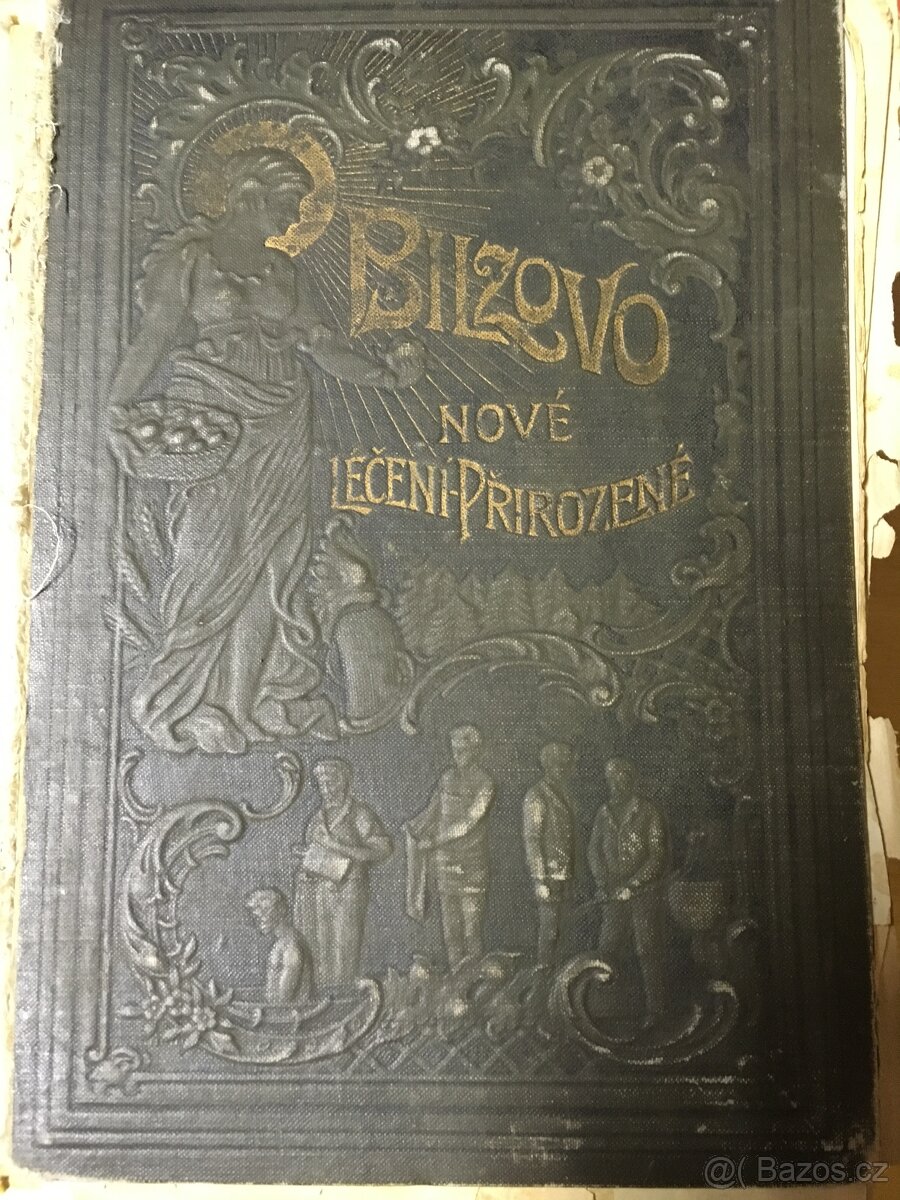 BILZOVO
NOVÉ
LÉČENÍ-PŘIROZENÉ
@( Bazos.cz